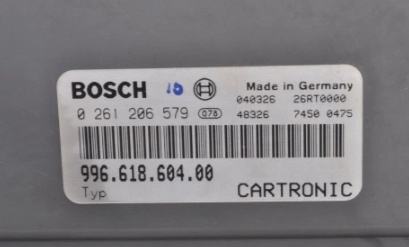 BOSCH 10 Made in Germany
040326 26RT0000
0 261 206 579 078 48326 7450 0475
996.618.604.00
Typ CARTRONIC